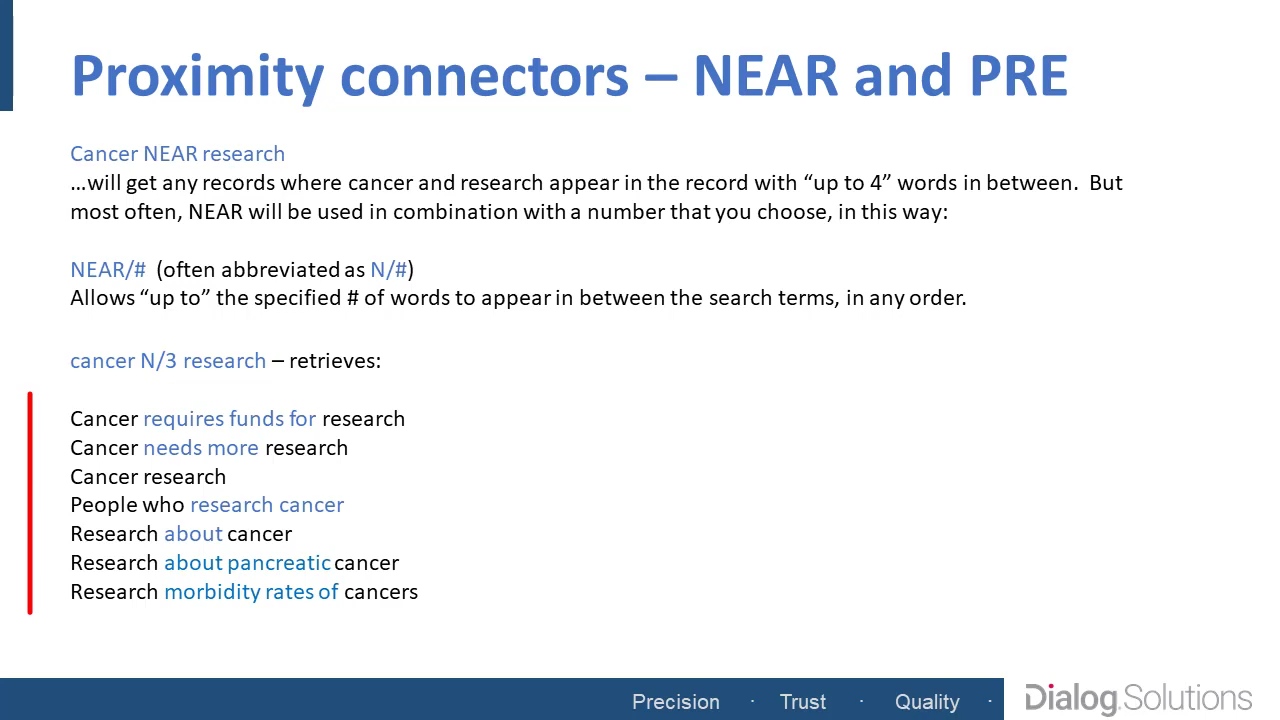 Proximity connectors – NEAR and PRE
Cancer NEAR research
…will get any records where cancer and research appear in the record with “up to 4” words in between.  But
most often, NEAR will be used in combination with a number that you choose, in this way:
NEAR/#  (often abbreviated as N/#)
Allows “up to” the specified # of words to appear in between the search terms, in any order.
cancer N/3 research – retrieves:
Cancer requires funds for research
Cancer needs more research
Cancer research
People who research cancer
Research about cancer
Research about pancreatic cancer
Research morbidity rates of cancers
Precision · Trust · Quality ·
Dialog.Solutions